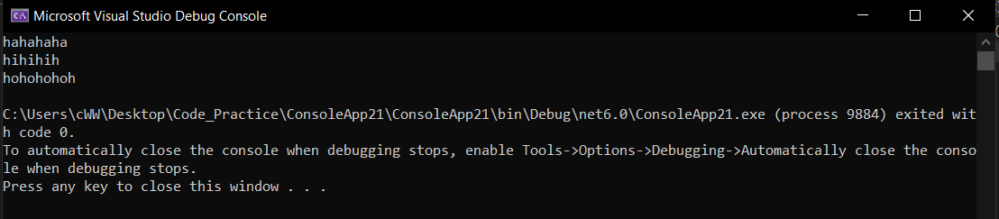 Microsoft Visual Studio Debug Console
hahahaha
hihihih
hohohohoh
C:\Users\cWW\Desktop\Code_Practice\ConsoleApp21\ConsoleApp21\bin\Debug\net6.0\ConsoleApp21.exe (process 9884) exited wit
h code 0.
To automatically close the console when debugging stops, enable Tools->Options->Debugging->Automatically close the conso
le when debugging stops.
Press any key to close this window . . .